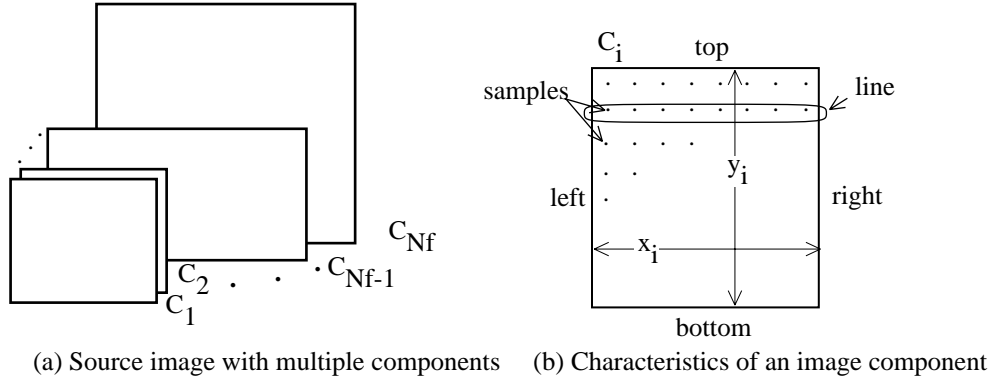 C_Nf
C_Nf-1
C_2
C_1
(a) Source image with multiple components
C_i
top
samples
line
y_i
left
right
x_i
bottom
(b) Characteristics of an image component